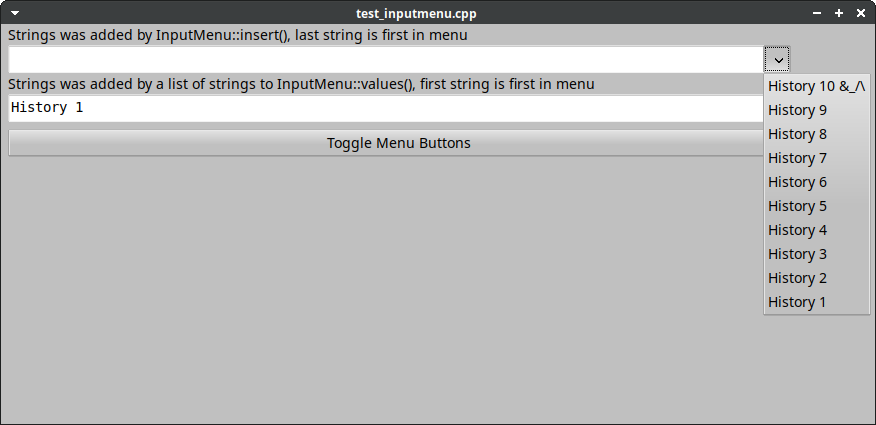 test_inputmenu.cpp
Strings was added by InputMenu::insert(), last string is first in menu
Strings was added by a list of strings to InputMenu::values(), first string is first in menu
History 1
Toggle Menu Buttons
History 10 &_/\
History 9
History 8
History 7
History 6
History 5
History 4
History 3
History 2
History 1